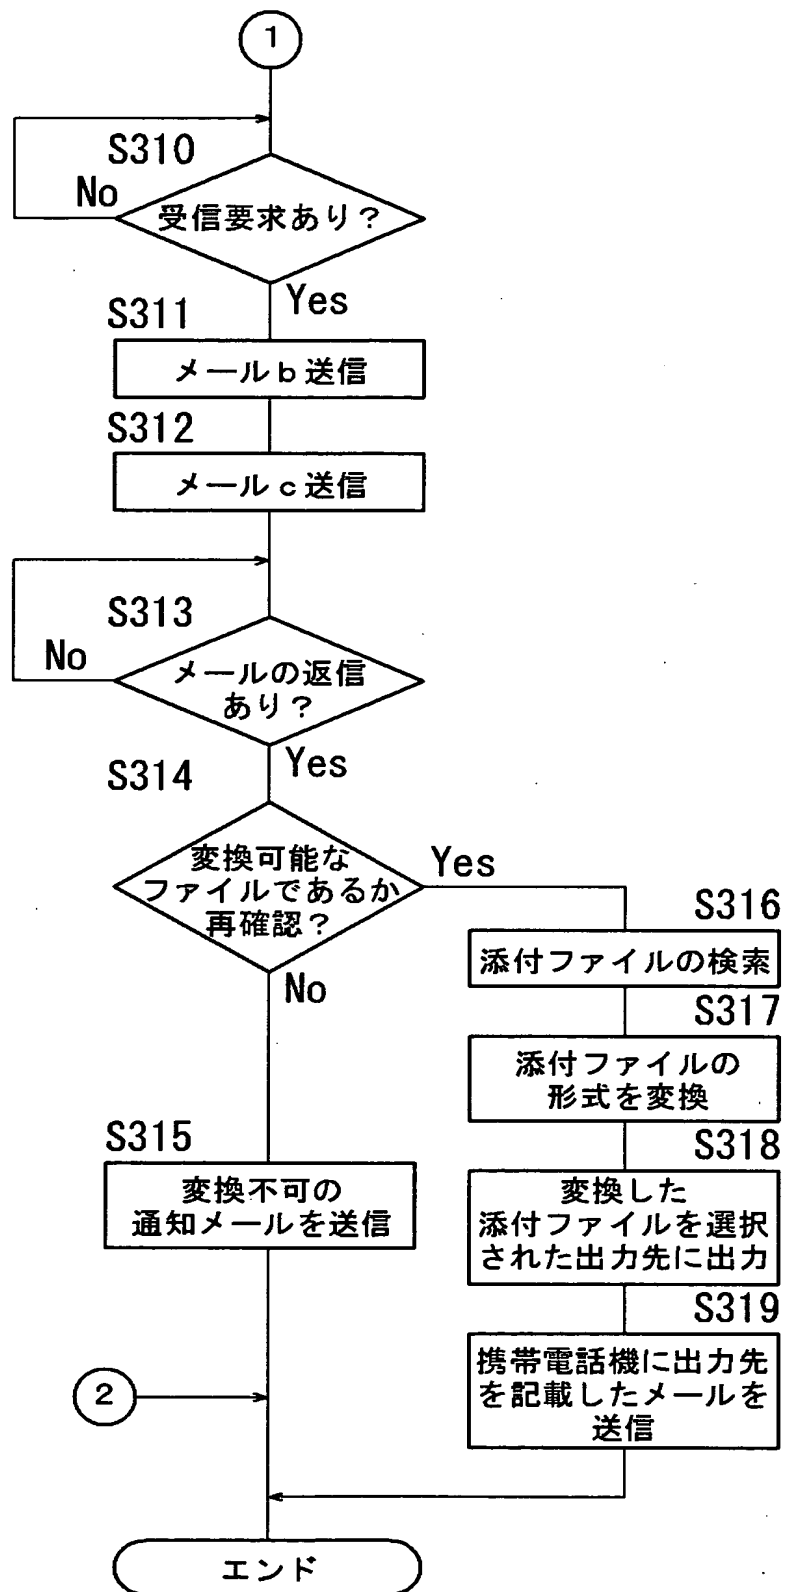 1
S310
No
受信要求あり？
Yes
S311
メールb送信
S312
メールc送信
S313
No
メールの返信
あり？
Yes
S314
変換可能な
ファイルであるか
再確認？
Yes
No
S316
添付ファイルの検索
S317
添付ファイルの
形式を変換
S315
変換不可の
通知メールを送信
S318
変換した
添付ファイルを選択
された出力先に出力
S319
携帯電話機に出力先
を記載したメールを
送信
2
エンド